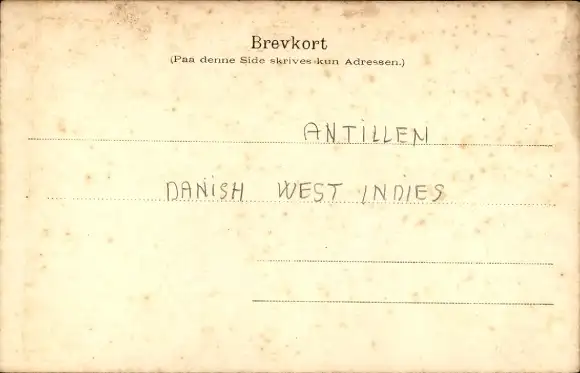 Brevkort
(Paa denne Side skrives kun Adressen.)
ANTILLEN
DANISH WEST INDIES